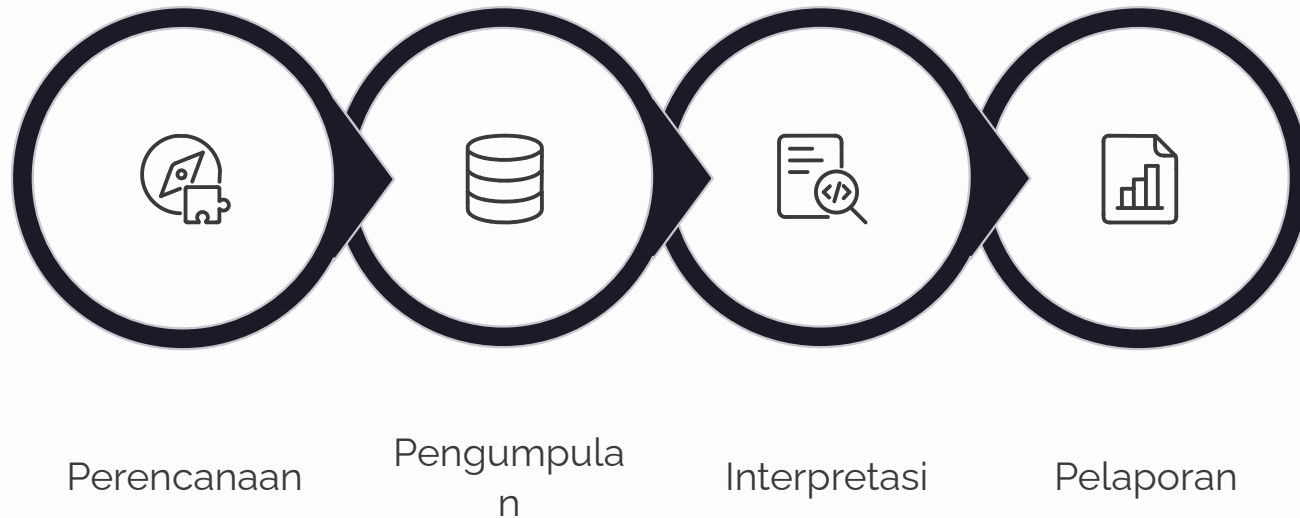 Perencanaan
Pengumpula
n
Interpretasi
Pelaporan